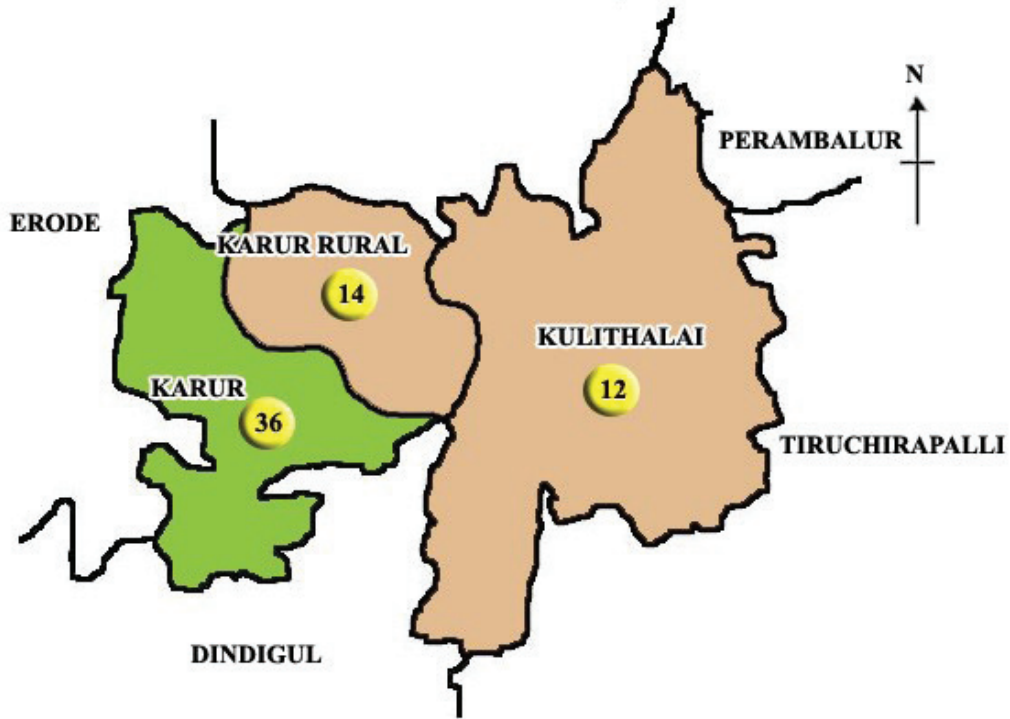 N
PERAMBALUR
ERODE
KARUR RURAL
14
KULITHALAI
12
KARUR
36
TIRUCHIRAPALLI
DINDIGUL